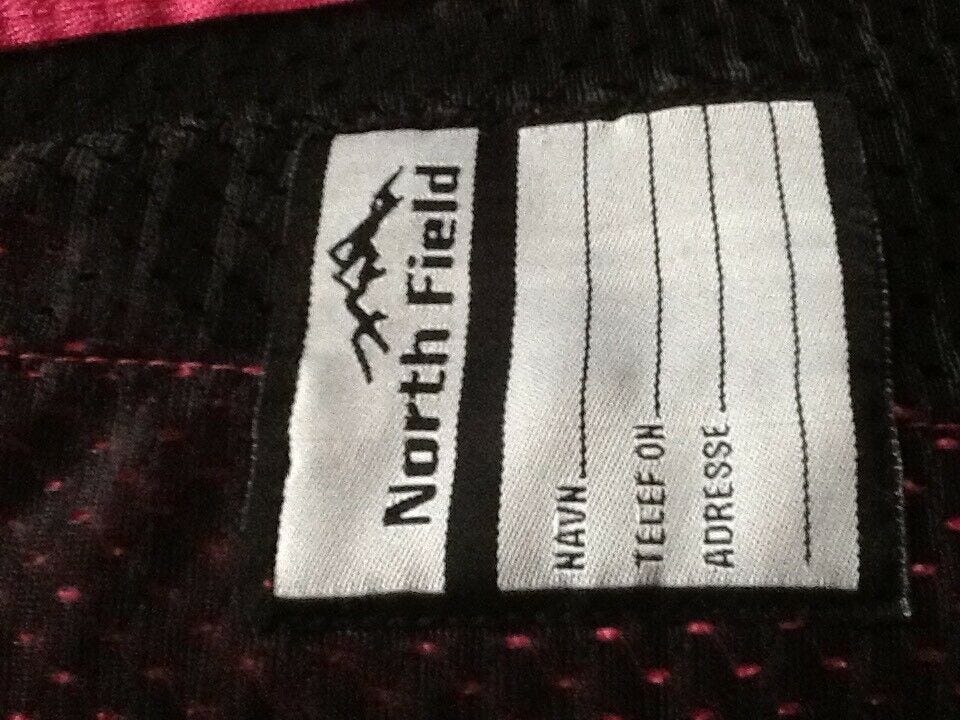 North Field
NAVN
TELEFON
ADRESSE